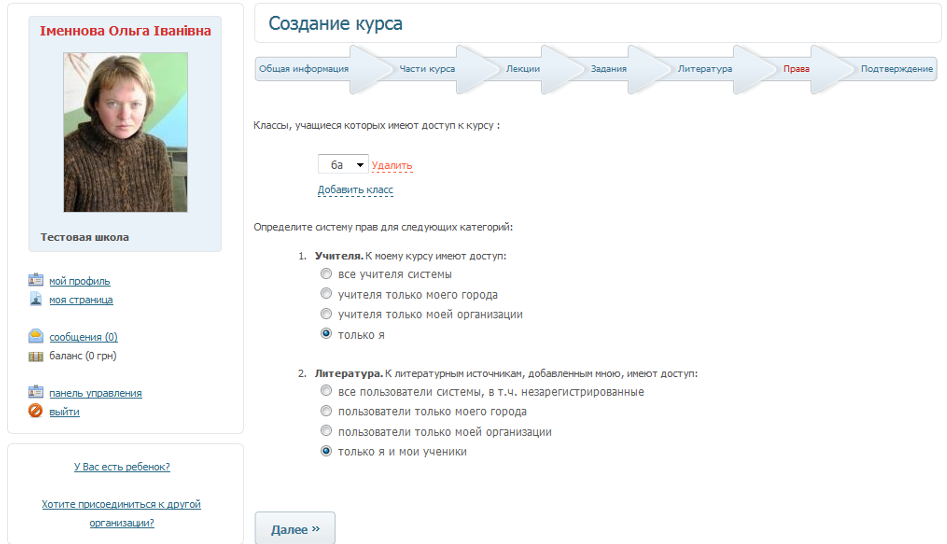 Іменнова Ольга Іванівна
Тестовая школа
мой профиль
моя страница
сообщения (0)
баланс (0 грн)
панель управления
выйти
У Вас есть ребенок?
Хотите присоединиться к другой
организации?
Создание курса
Общая информация
Части курса
Лекции
Задания
Литература
Права
Подтверждение
Классы, учащиеся которых имеют доступ к курсу :
6а Удалить
Добавить класс
Определите систему прав для следующих категорий:
1. Учителя. К моему курсу имеют доступ:
все учителя системы
учителя только моего города
учителя только моей организации
только я
2. Литература. К литературным источникам, добавленным мною, имеют доступ:
все пользователи системы, в т.ч. незарегистрированные
пользователи только моего города
пользователи только моей организации
только я и мои ученики
Далее »